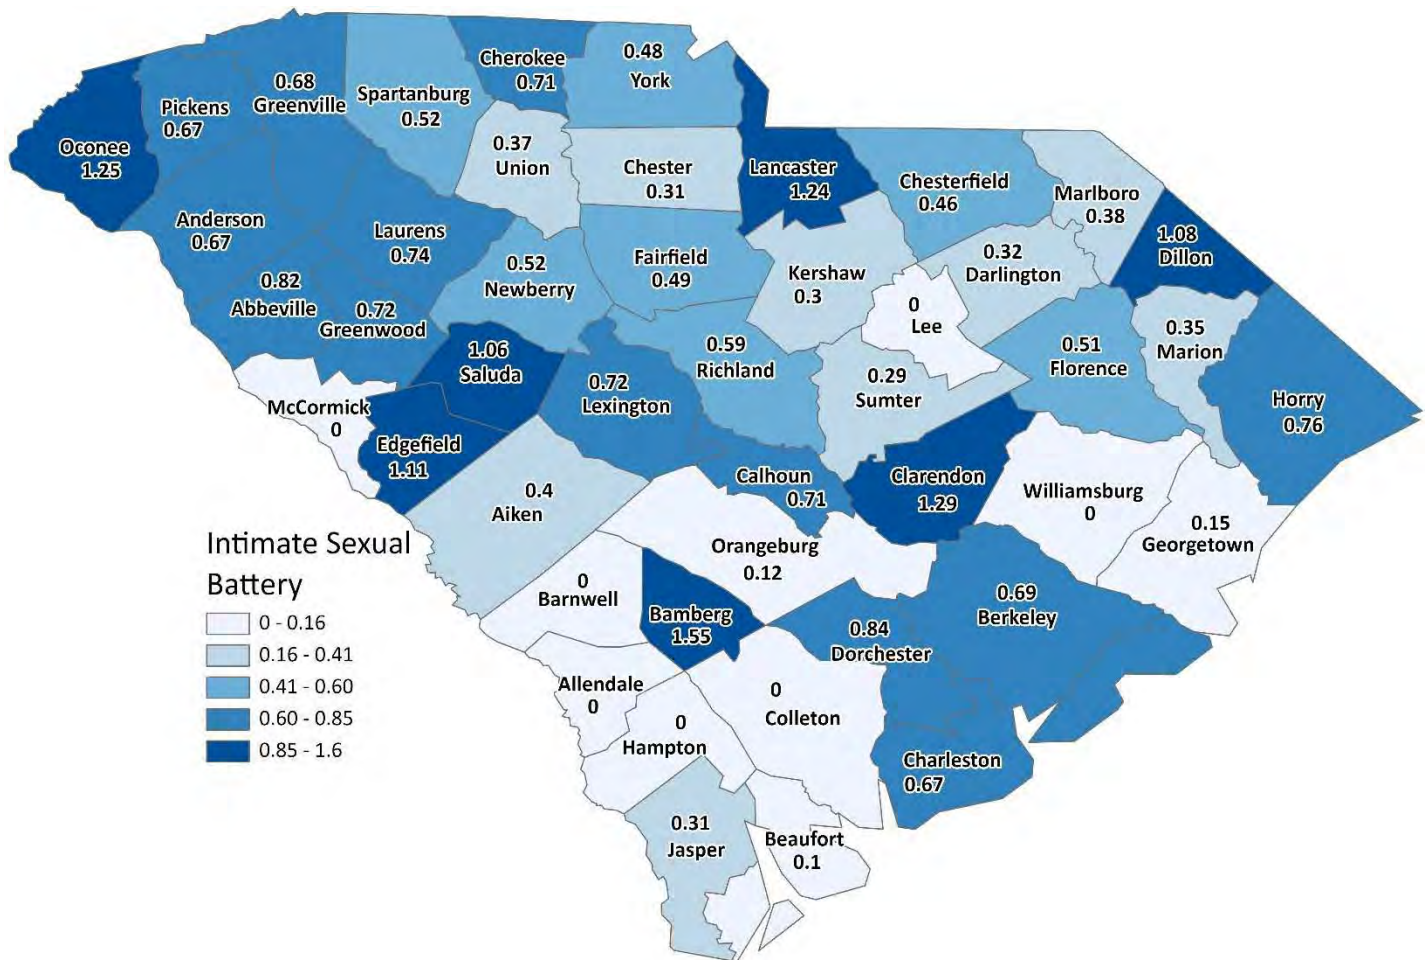 Cherokee
0.71
0.48
York
0.68
Greenville
Pickens
0.67
Spartanburg
0.52
Oconee
1.25
0.37
Union
Chester
0.31
Lancaster
1.24
Chesterfield
0.46
Marlboro
0.38
Anderson
0.67
Laurens
0.74
0.52
Newberry
Fairfield
0.49
Kershaw
0.3
0.32
Darlington
1.08
Dillon
0.82
Abbeville
0.72
Greenwood
0
Lee
0.35
Marion
1.06
Saluda
0.72
Lexington
0.59
Richland
0.29
Sumter
0.51
Florence
Horry
0.76
McCormick
0
Edgefield
1.11
0.4
Aiken
Calhoun
0.71
Clarendon
1.29
Williamsburg
0
0.15
Georgetown
Orangeburg
0.12
0
Barnwell
Bamberg
1.55
0.84
Dorchester
0.69
Berkeley
Allendale
0
0
Hampton
0
Colleton
Charleston
0.67
0.31
Jasper
Beaufort
0.1
Intimate Sexual
Battery
0 - 0.16
0.16 - 0.41
0.41 - 0.60
0.60 - 0.85
0.85 - 1.6